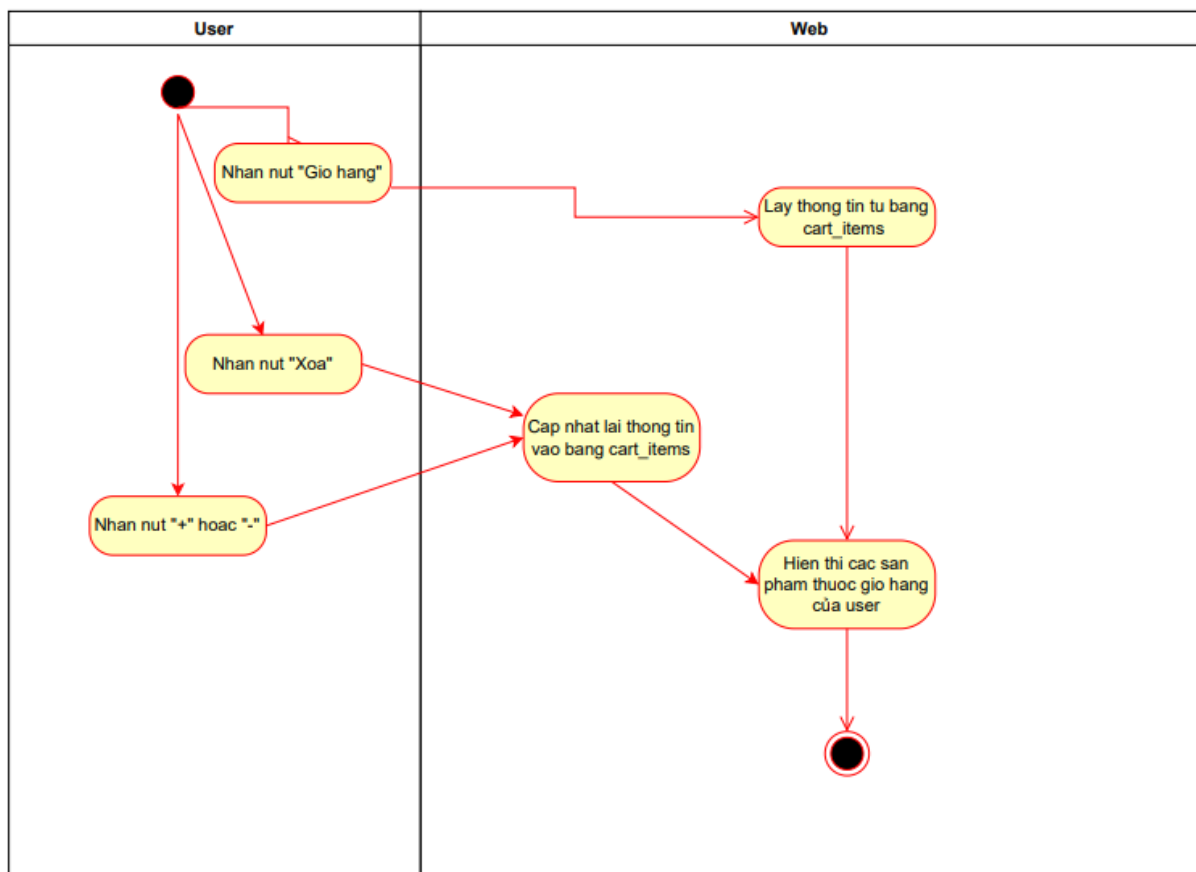 User
Web
Nhan nut "Gio hang"
Lay thong tin tu bang
cart_items
Nhan nut "Xoa"
Cap nhat lai thong tin
vao bang cart_items
Nhan nut "+" hoac "-"
Hien thi cac san
pham thuoc gio hang
của user